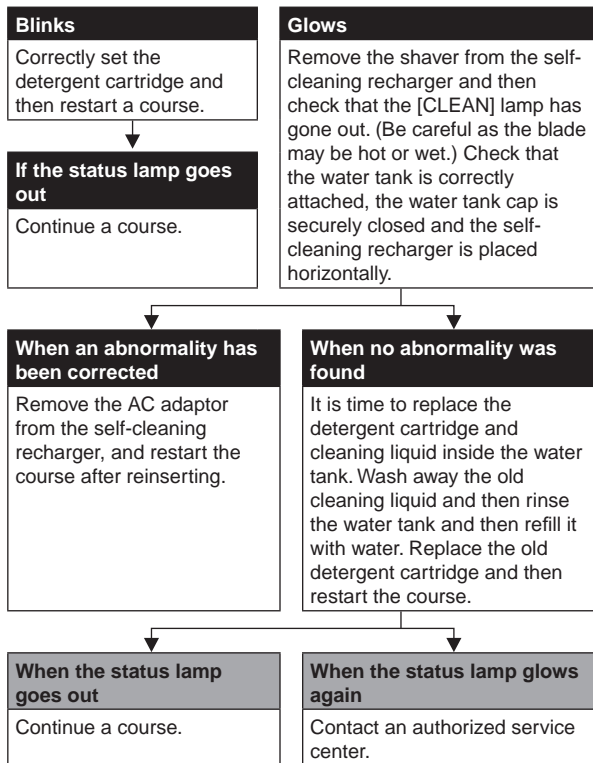 Blinks
Correctly set the
detergent cartridge and
then restart a course.
If the status lamp goes
out
Continue a course.
Glows
Remove the shaver from the self-
cleaning recharger and then
check that the [CLEAN] lamp has
gone out. (Be careful as the blade
may be hot or wet.) Check that
the water tank is correctly
attached, the water tank cap is
securely closed and the self-
cleaning recharger is placed
horizontally.
When an abnormality has
been corrected
Remove the AC adaptor
from the self-cleaning
recharger, and restart the
course after reinserting.
When no abnormality was
found
It is time to replace the
detergent cartridge and
cleaning liquid inside the water
tank. Wash away the old
cleaning liquid and then rinse
the water tank and then refill it
with water. Replace the old
detergent cartridge and then
restart the course.
When the status lamp
goes out
Continue a course.
When the status lamp glows
again
Contact an authorized service
center.